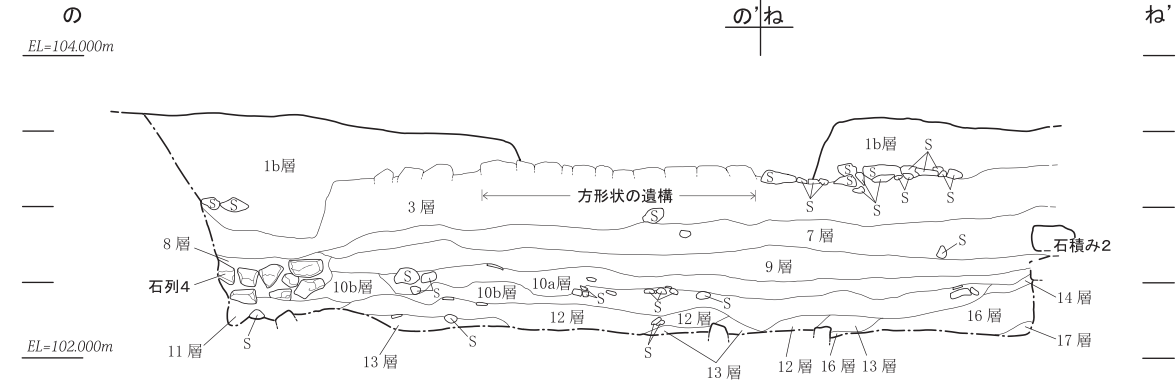 の
の’ね
ね’
EL=104.000m
1b層
1b層
S
S
S
S
S
S
S
S
S
S
S
方形状の遺構
3層
S
7層
8層
S
石積み2
9層
石列4
10b層
S
S
10b層
10a層
S
S
S
14層
12層
12層
16層
11層
S
S
S
17層
13層
13層
12層
16層
13層
EL=102.000m